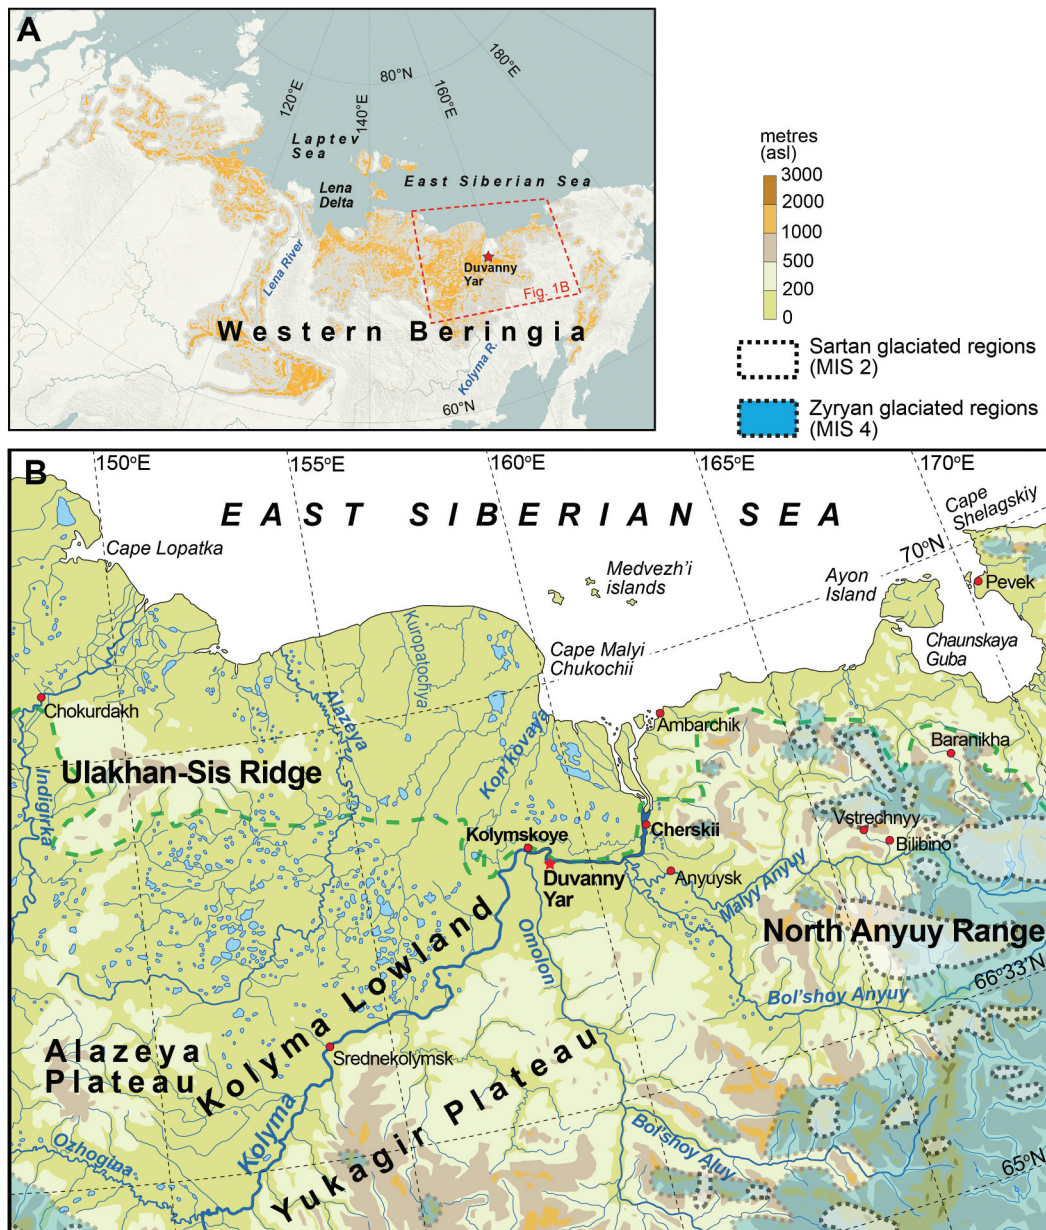 A
80°N
180°E
120°E
140°E
160°E
Laptev
Sea
Lena
Delta
East Siberian Sea
Lena River
Duvanny
Yar
Fig. 1B
Western Beringia
Kolyma R.
60°N
metres
(asl)
3000
2000
1000
500
200
0
Sartan glaciated regions
(MIS 2)
Zyryan glaciated regions
(MIS 4)
B
150°E
155°E
160°E
165°E
170°E
EAST SIBERIAN SEA
Cape
Shelagskiy
Cape Lopatka
70°N
Medvezh'i
islands
Ayon
Island
Pevek
Kuropatochya
Cape Malyi
Chukochii
Chaunskaya
Guba
Chokurdakh
Alazeya
Kon'kovaya
Ambarchik
Baranikha
Ulakhan-Sis Ridge
Indigirka
Kolymskoye
Cherskii
Vstrechnyy
Bilibino
Duvanny
Yar
Anyuysk
Malyy Anyuy
Omolon
North Anyuy Range
66°33'N
Bol'shoy Anyuy
Kolyma Lowland
Alazeya
Plateau
Srednekolymsk
Yukagir Plateau
Kolyma
Ozhogina
Bol'shoy Aluy
65°N